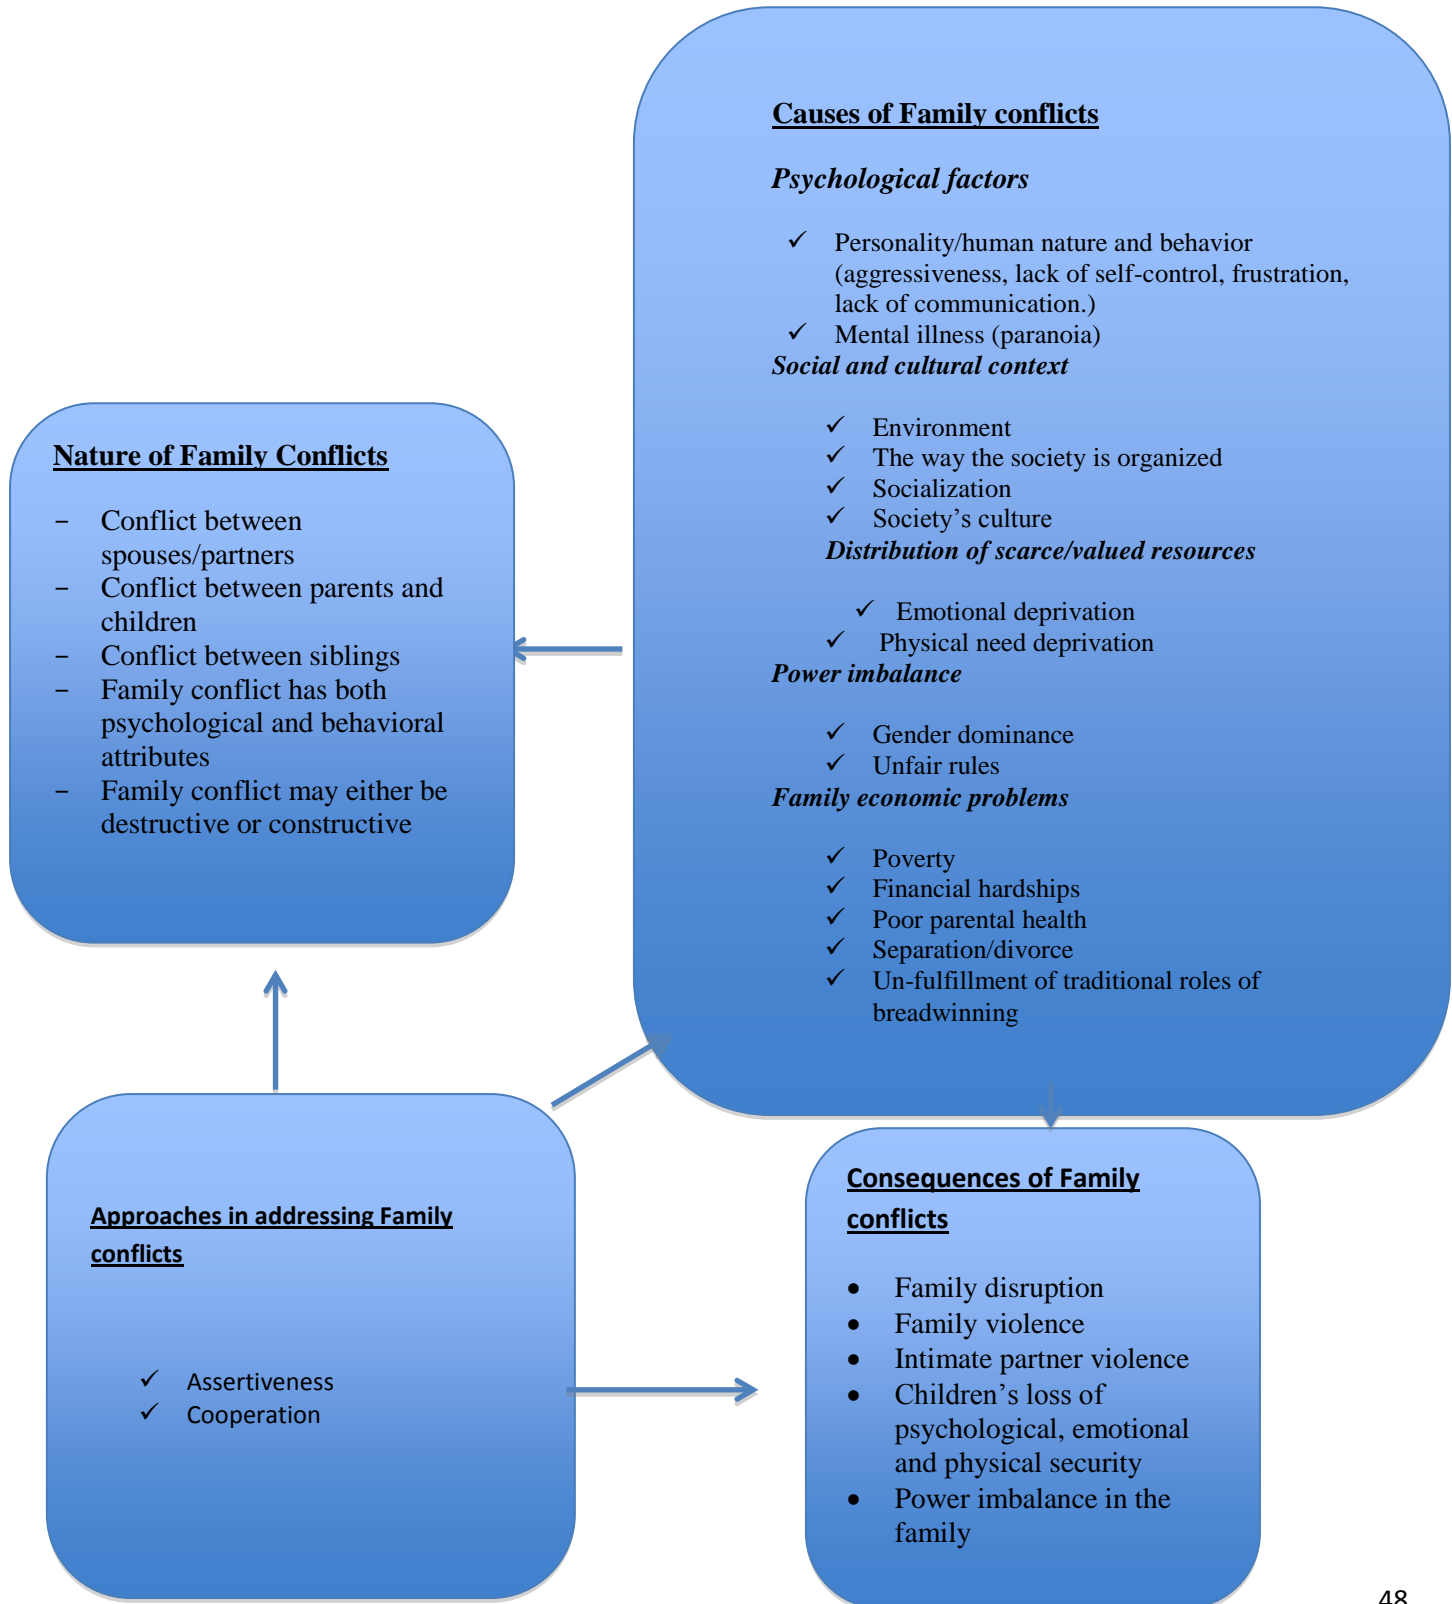 Causes of Family conflicts
Psychological factors
✓ Personality/human nature and behavior
(aggressiveness, lack of self-control, frustration,
lack of communication.)
✓ Mental illness (paranoia)
Social and cultural context
✓ Environment
✓ The way the society is organized
✓ Socialization
✓ Society’s culture
Distribution of scarce/valued resources
✓ Emotional deprivation
✓ Physical need deprivation
Power imbalance
✓ Gender dominance
✓ Unfair rules
Family economic problems
✓ Poverty
✓ Financial hardships
✓ Poor parental health
✓ Separation/divorce
✓ Un-fulfillment of traditional roles of
breadwinning
Nature of Family Conflicts
- Conflict between
spouses/partners
- Conflict between parents and
children
- Conflict between siblings
- Family conflict has both
psychological and behavioral
attributes
- Family conflict may either be
destructive or constructive
Approaches in addressing Family
conflicts
✓ Assertiveness
✓ Cooperation
Consequences of Family
conflicts
• Family disruption
• Family violence
• Intimate partner violence
• Children’s loss of
psychological, emotional
and physical security
• Power imbalance in the
family
48